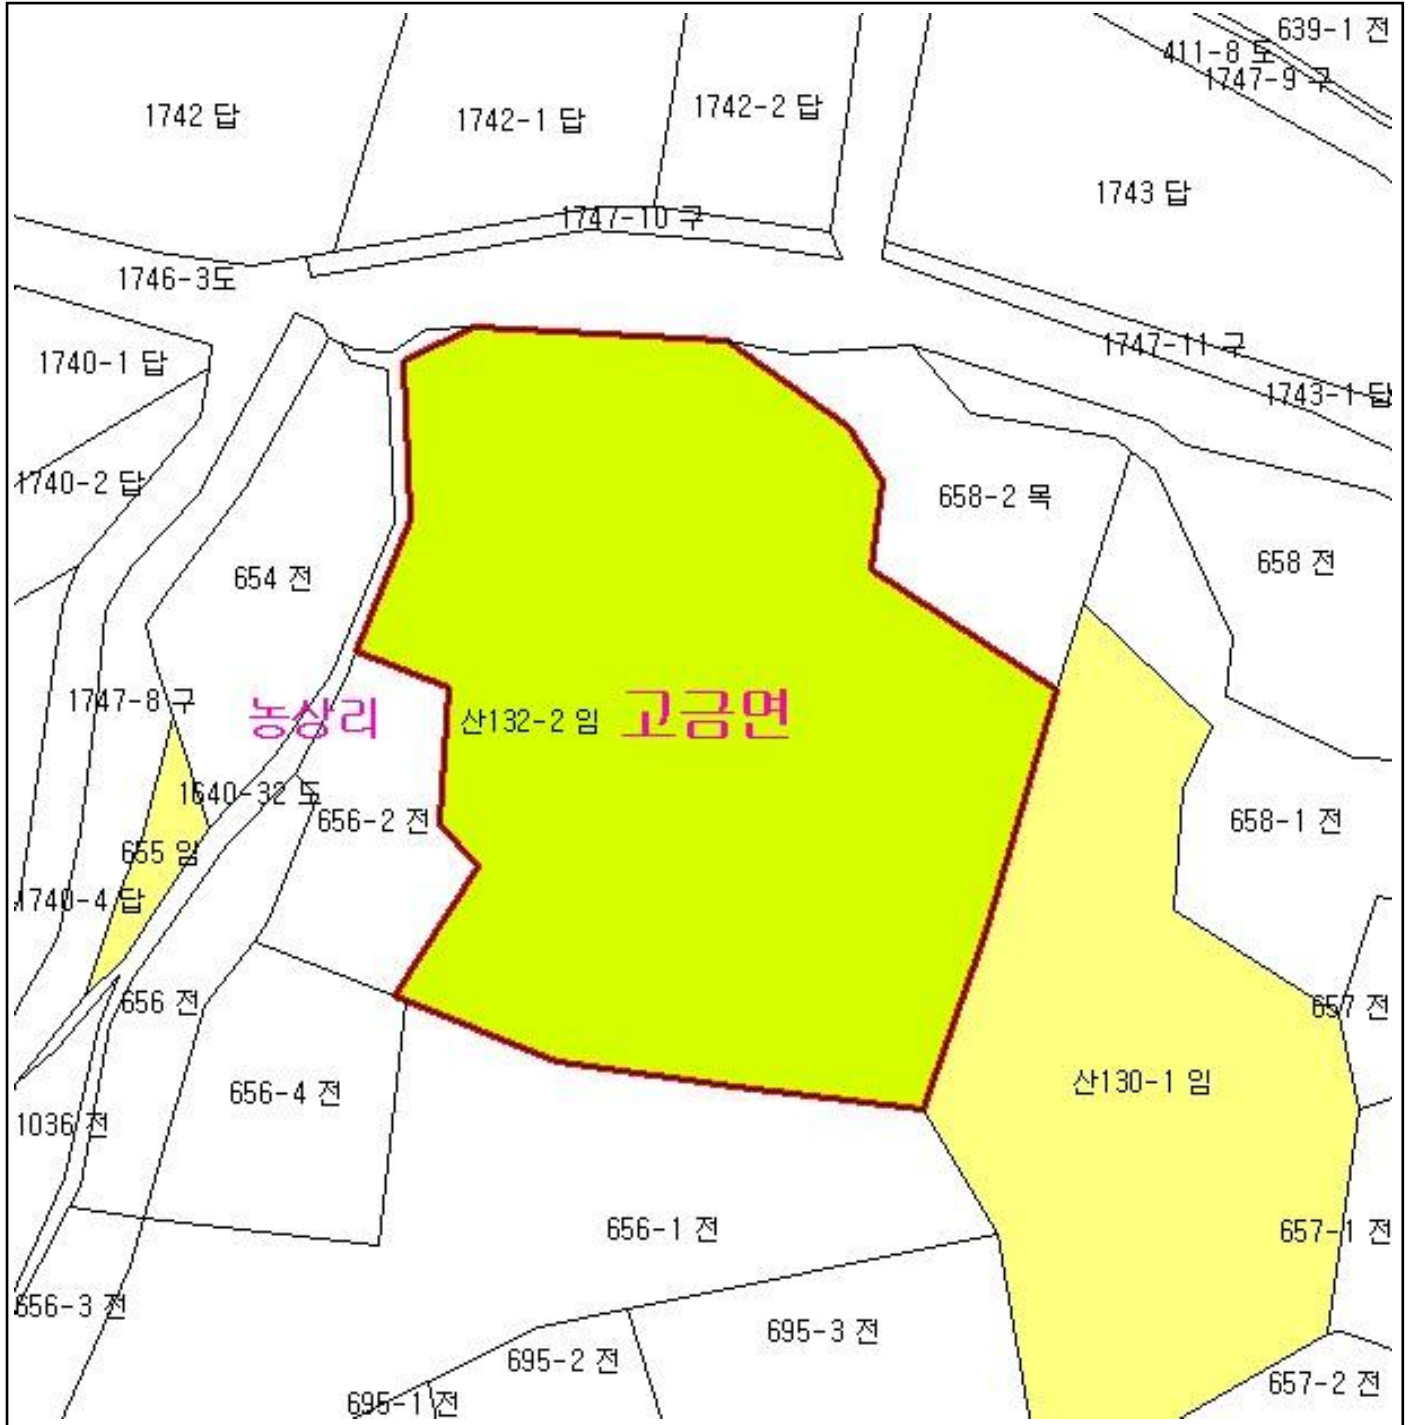 639-1 전
411-8 도
1747-9 구
1742 답
1742-1 답
1742-2 답
1743 답
1747-10 구
1746-3도
1740-1 답
1747-11 구
1743-1 답
1740-2 답
658-2 목
654 전
658 전
1747-8 구
농상리
산132-2 임
고금면
1640-32 도
656-2 전
658-1 전
655 임
1740-4 답
656 전
657 전
656-4 전
산130-1 임
1036 전
656-1 전
657-1 전
656-3 전
695-3 전
695-2 전
657-2 전
695-1 전